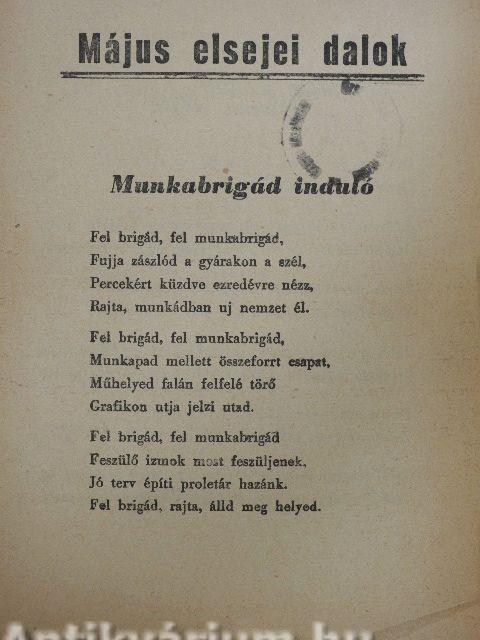 Május elsejei dalok
Munkabrigád induló
Fel brigád, fel munkabrigád,
Fujja zászlód a gyárakon a szél,
Percekért küzdve ezredévre nézz,
Rajta, munkádban uj nemzet él.
Fel brigád, fel munkabrigád,
Munkapad mellett összeforrt csapat,
Műhelyed falán felfelé törő
Grafikon utja jelzi utad.
Fel brigád, fel munkabrigád
Feszülő izmok most feszüljenek,
Jó terv építi proletár hazánk.
Fel brigád, rajta, álld meg helyed.
Antikvárium.hu